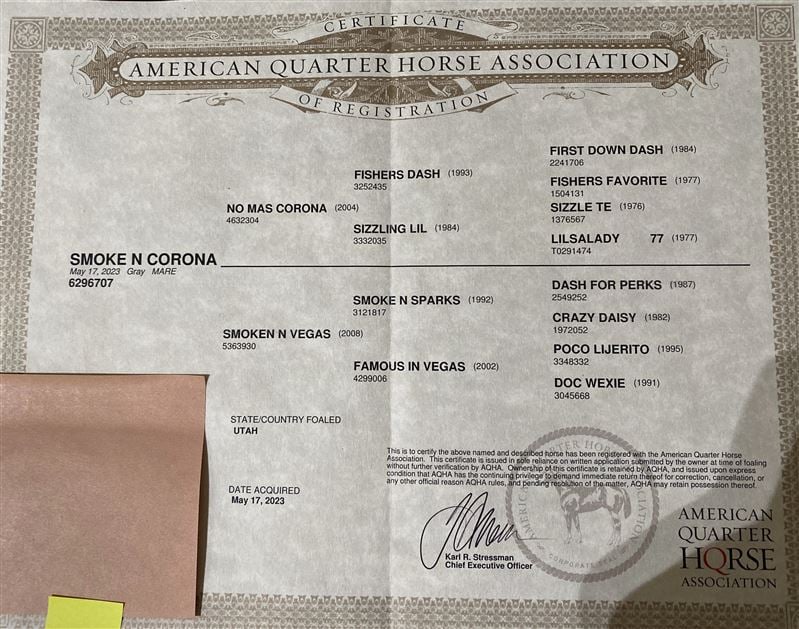 CERTIFICATE
AMERICAN QUARTER HORSE ASSOCIATION
OF REGISTRATION
FIRST DOWN DASH (1984)
2241706
FISHERS DASH (1993)
3252435
FISHERS FAVORITE (1977)
1504131
NO MAS CORONA (2004)
4632304
SIZZLE TE (1976)
1376567
SIZZLING LIL (1984)
3332035
LILSALADY 77 (1977)
T0291474
SMOKE N CORONA
May 17, 2023 Gray MARE
6296707
DASH FOR PERKS (1987)
2549252
SMOKE N SPARKS (1992)
3121817
CRAZY DAISY (1982)
1972052
SMOKEN N VEGAS (2008)
5363930
POCO LIJERITO (1995)
3348332
FAMOUS IN VEGAS (2002)
4299006
DOC WEXIE (1991)
3045668
STATE/COUNTRY FOALED
UTAH
This is to certify the above named and described horse has been registered with the American Quarter Horse
Association. This certificate is issued in sole reliance on written application submitted by the owner at time of foaling
without further verification by AQHA. Ownership of this certificate is retained by AQHA, and issued upon express
condition that AQHA has the continuing privilege to demand immediate return thereof for correction, cancellation, or
any other official reason AQHA rules, and pending resolution of the matter, AQHA may retain possession thereof.
DATE ACQUIRED
May 17, 2023
Karl R. Stressman
Chief Executive Officer
CORPORATE SEAL
AMERICAN
QUARTER
HORSE
ASSOCIATION